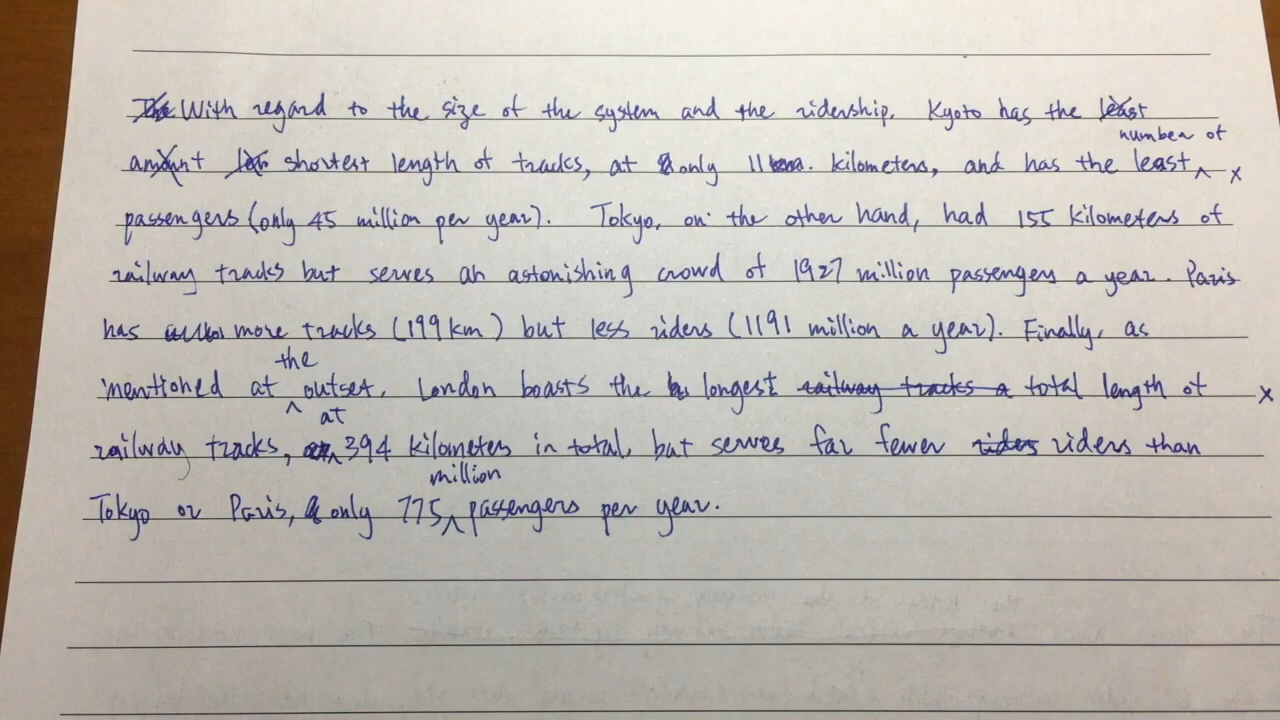 With regard to the size of the system and the ridership. Kyoto has the
number of
shortest length of tracks, at only 11 kilometers, and has the least ^ x
passengers (only 45 million per year). Tokyo, on the other hand, had 155 kilometers of
railway tracks but serves an astonishing crowd of 1927 million passengers a year. Paris
has more tracks (199km) but less riders (1191 million a year). Finally, as
the
mentioned at ^ outset, London boasts the longest total length of x
at
railway tracks, ^ 394 kilometers in total, but serves far fewer riders than
million
Tokyo or Paris, only 775 ^ passengers per year.